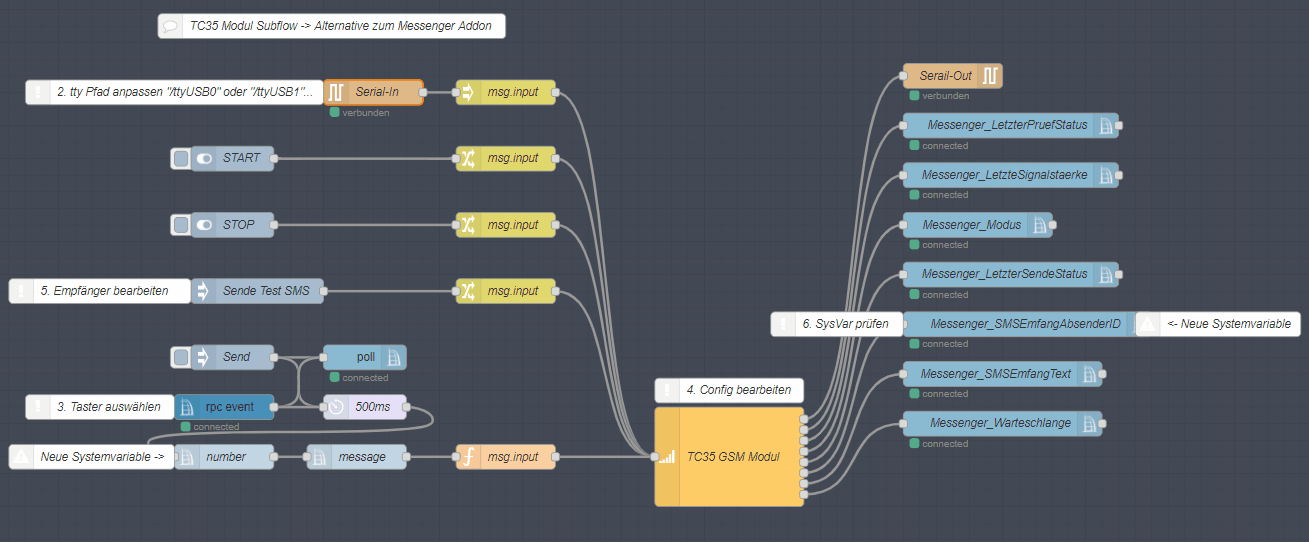 TC35 Modul Subflow -> Alternative zum Messenger Addon
2. tty Pfad anpassen "/ttyUSB0" oder "/ttyUSB1"...
Serial-In
verbunden
msg.input
START
msg.input
STOP
msg.input
5. Empfänger bearbeiten
Sende Test SMS
msg.input
Send
poll
connected
3. Taster auswählen
rpc event
connected
500ms
Neue Systemvariable ->
number
message
msg.input
4. Config bearbeiten
TC35 GSM Modul
Serail-Out
verbunden
Messenger_LetzterPruefStatus
connected
Messenger_LetzteSignalstaerke
connected
Messenger_Modus
connected
Messenger_LetzterSendeStatus
connected
6. SysVar prüfen
Messenger_SMSEmfangAbsenderID
<- Neue Systemvariable
connected
Messenger_SMSEmfangText
connected
Messenger_Warteschlange
connected